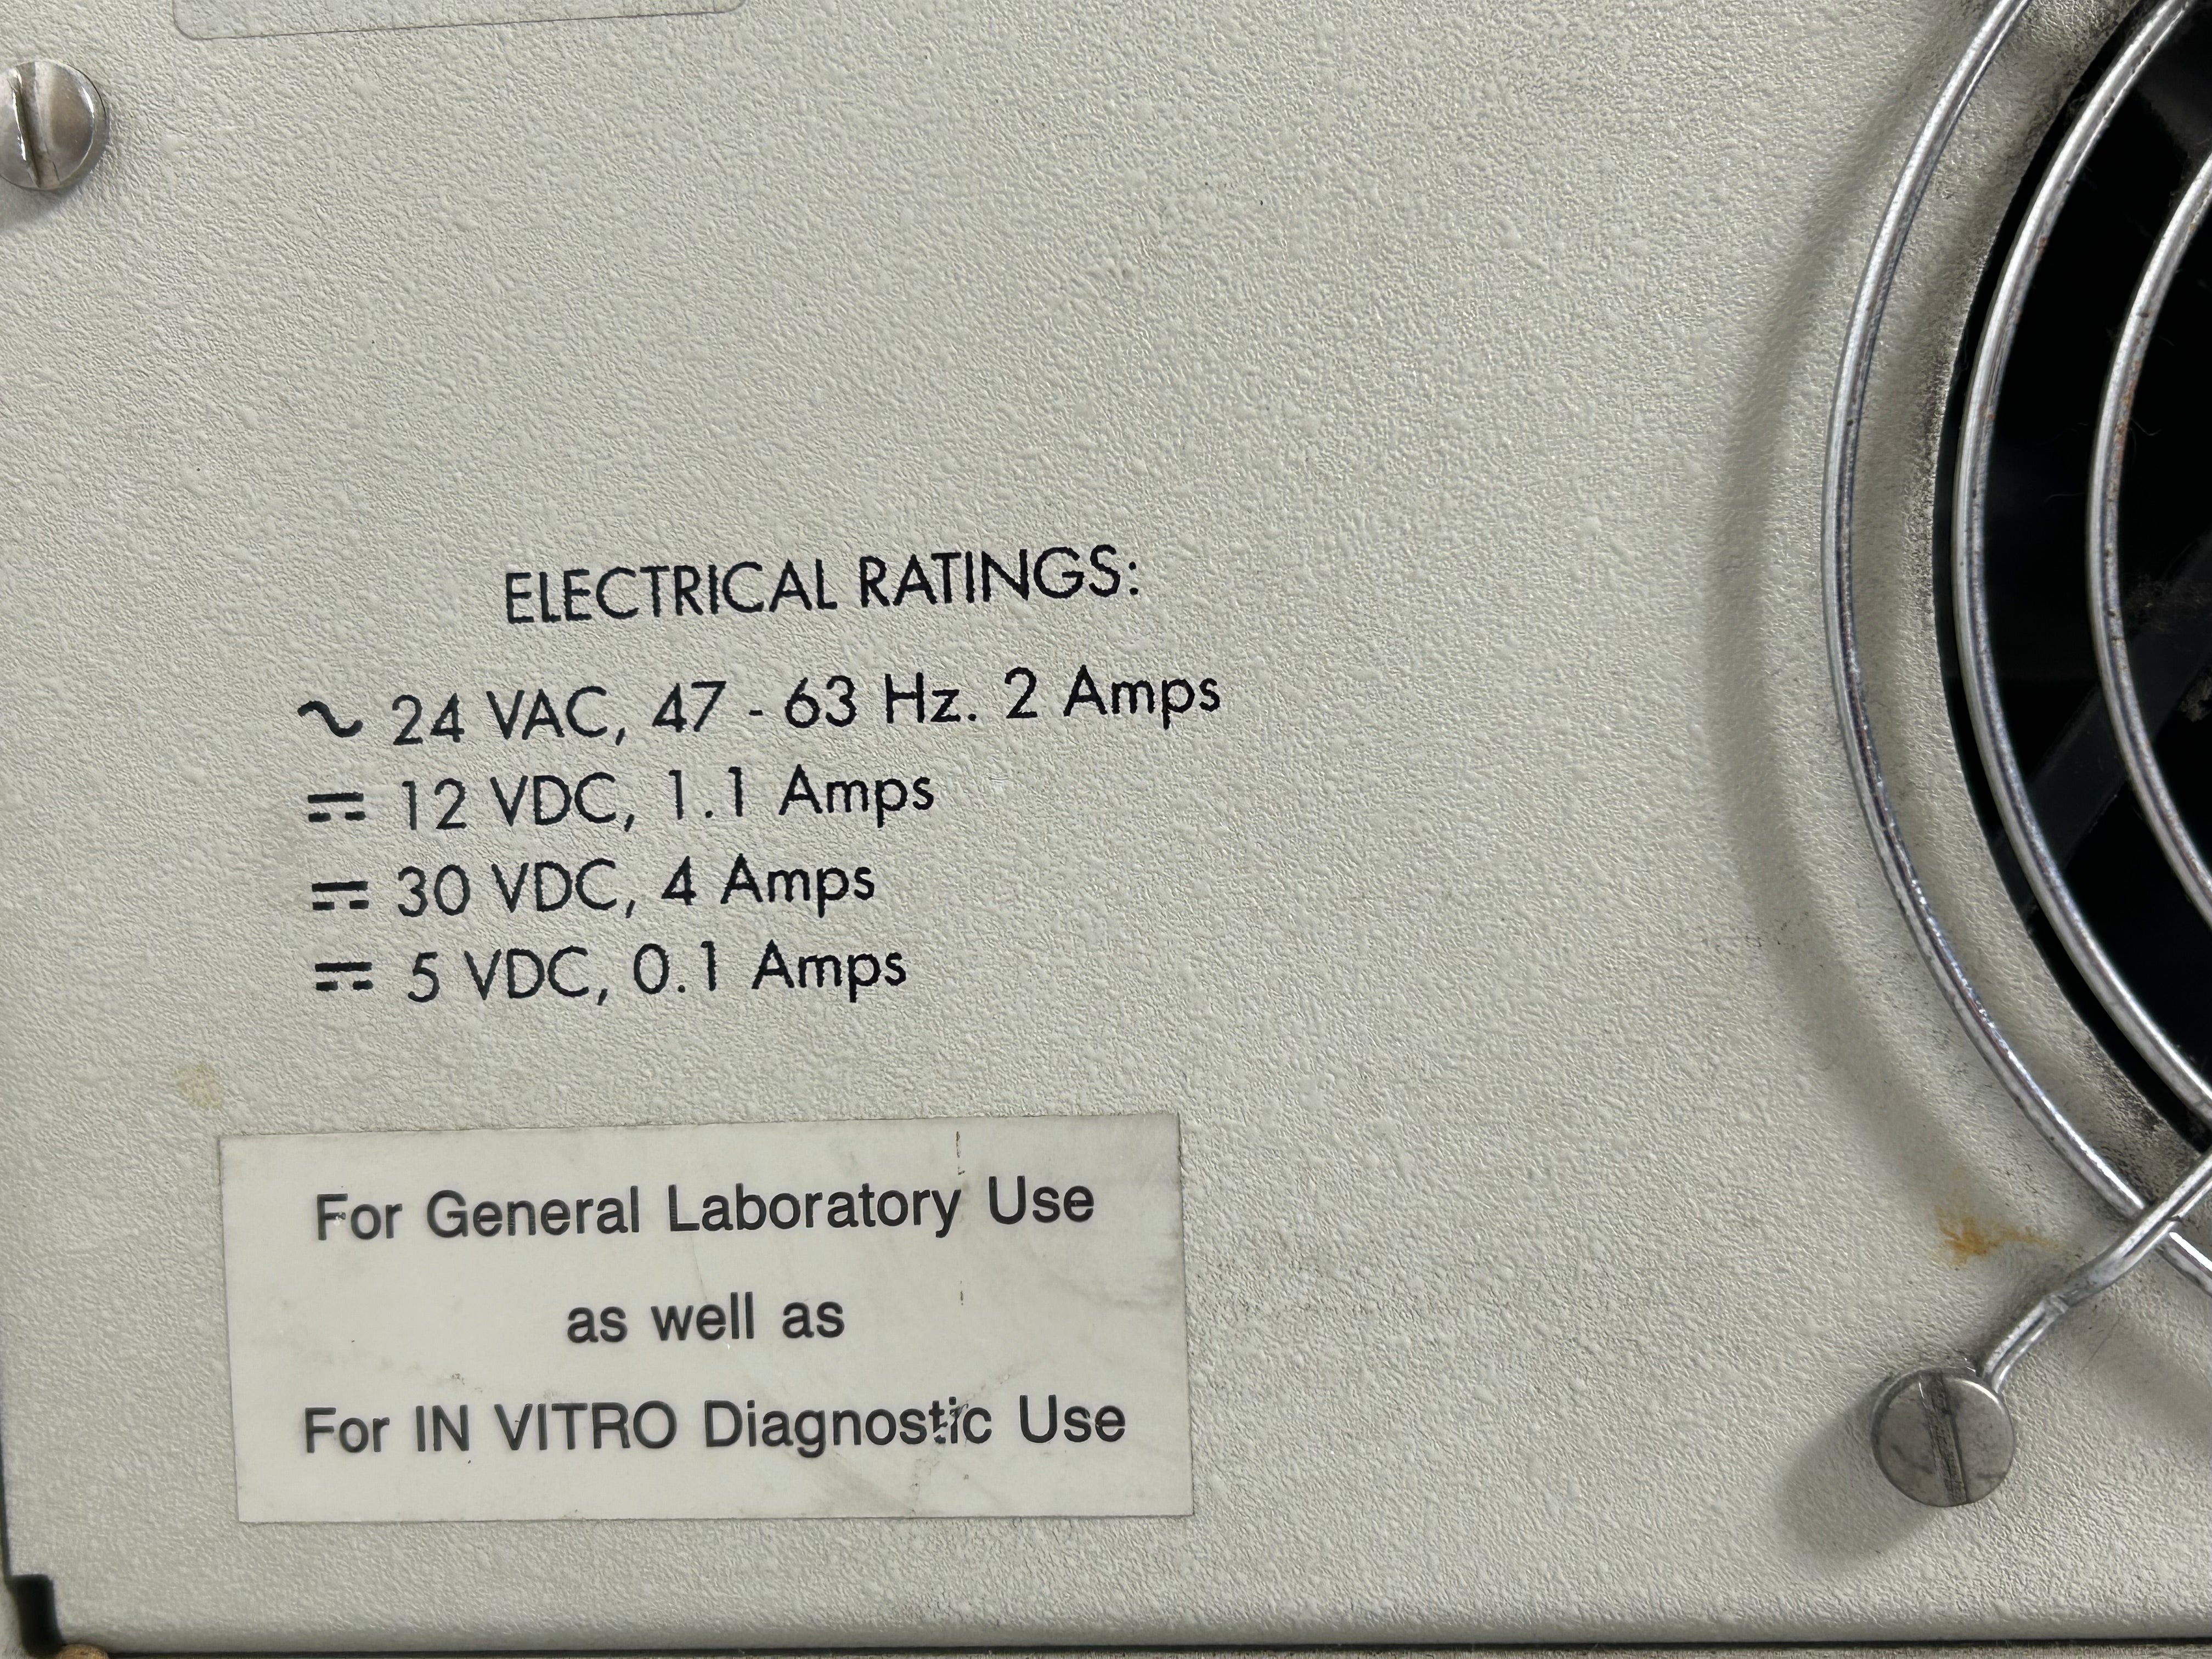 ELECTRICAL RATINGS:
~ 24 VAC, 47 - 63 Hz. 2 Amps
⎓ 12 VDC, 1.1 Amps
⎓ 30 VDC, 4 Amps
⎓ 5 VDC, 0.1 Amps
For General Laboratory Use
as well as
For IN VITRO Diagnostic Use